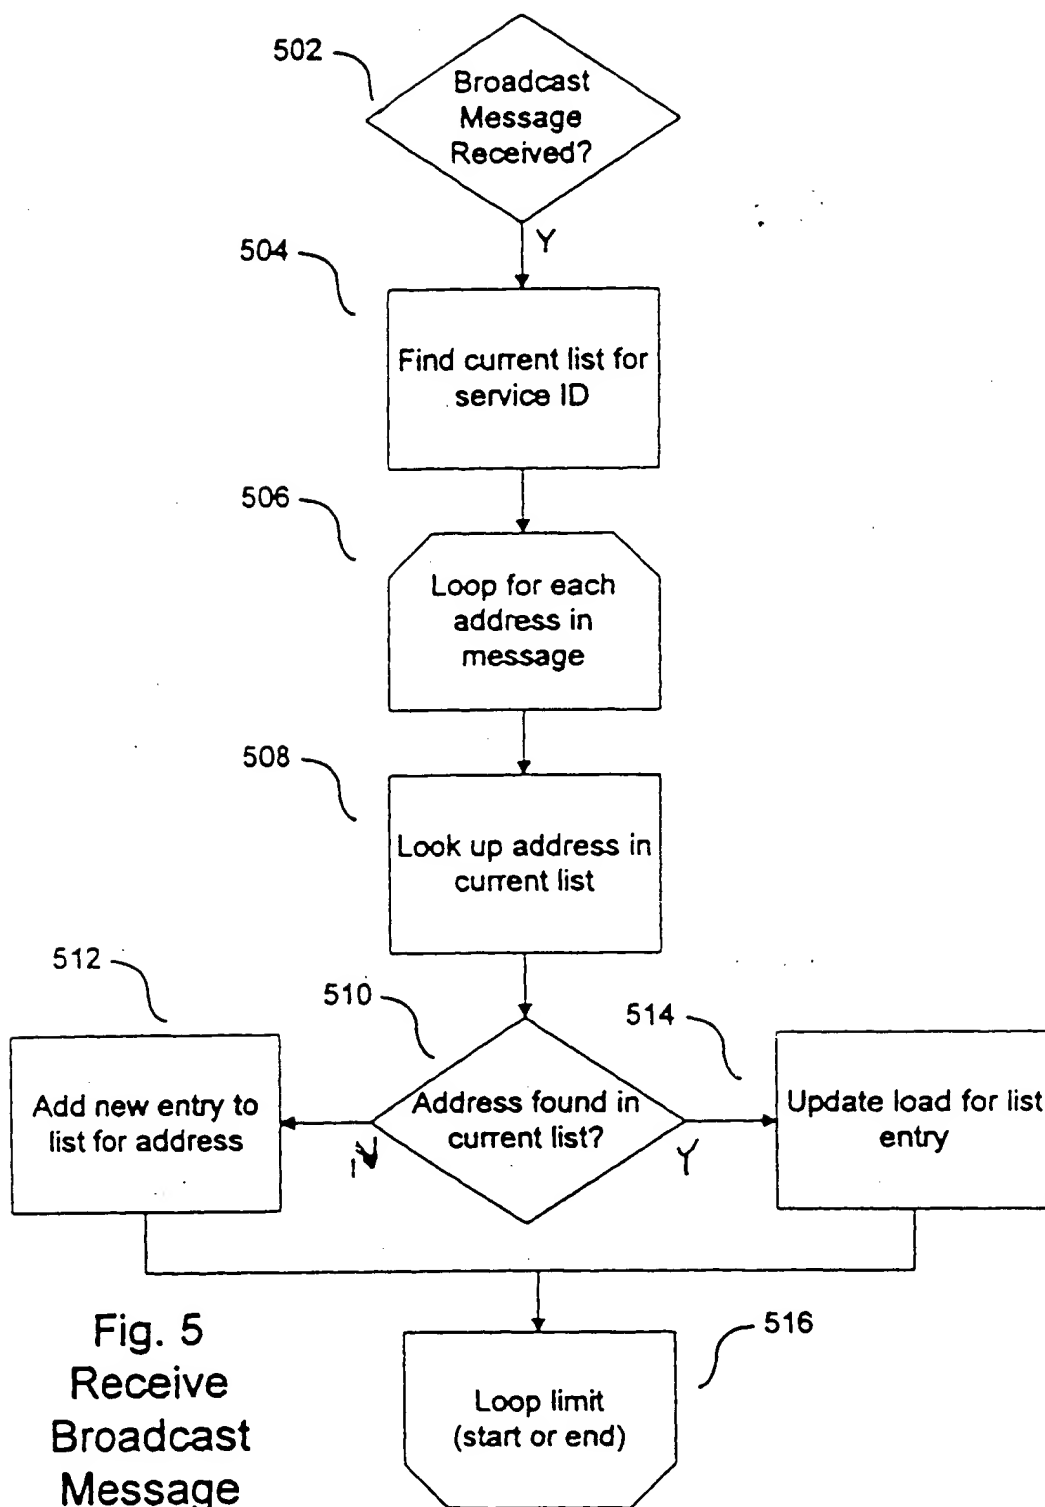 502
Broadcast
Message
Received?
Y
504
Find current list for
service ID
506
Loop for each
address in
message
508
Look up address in
current list
512
510
514
Add new entry to
list for address
Address found in
current list?
Update load for list
entry
N
Y
516
Loop limit
(start or end)
Fig. 5
Receive
Broadcast
Message